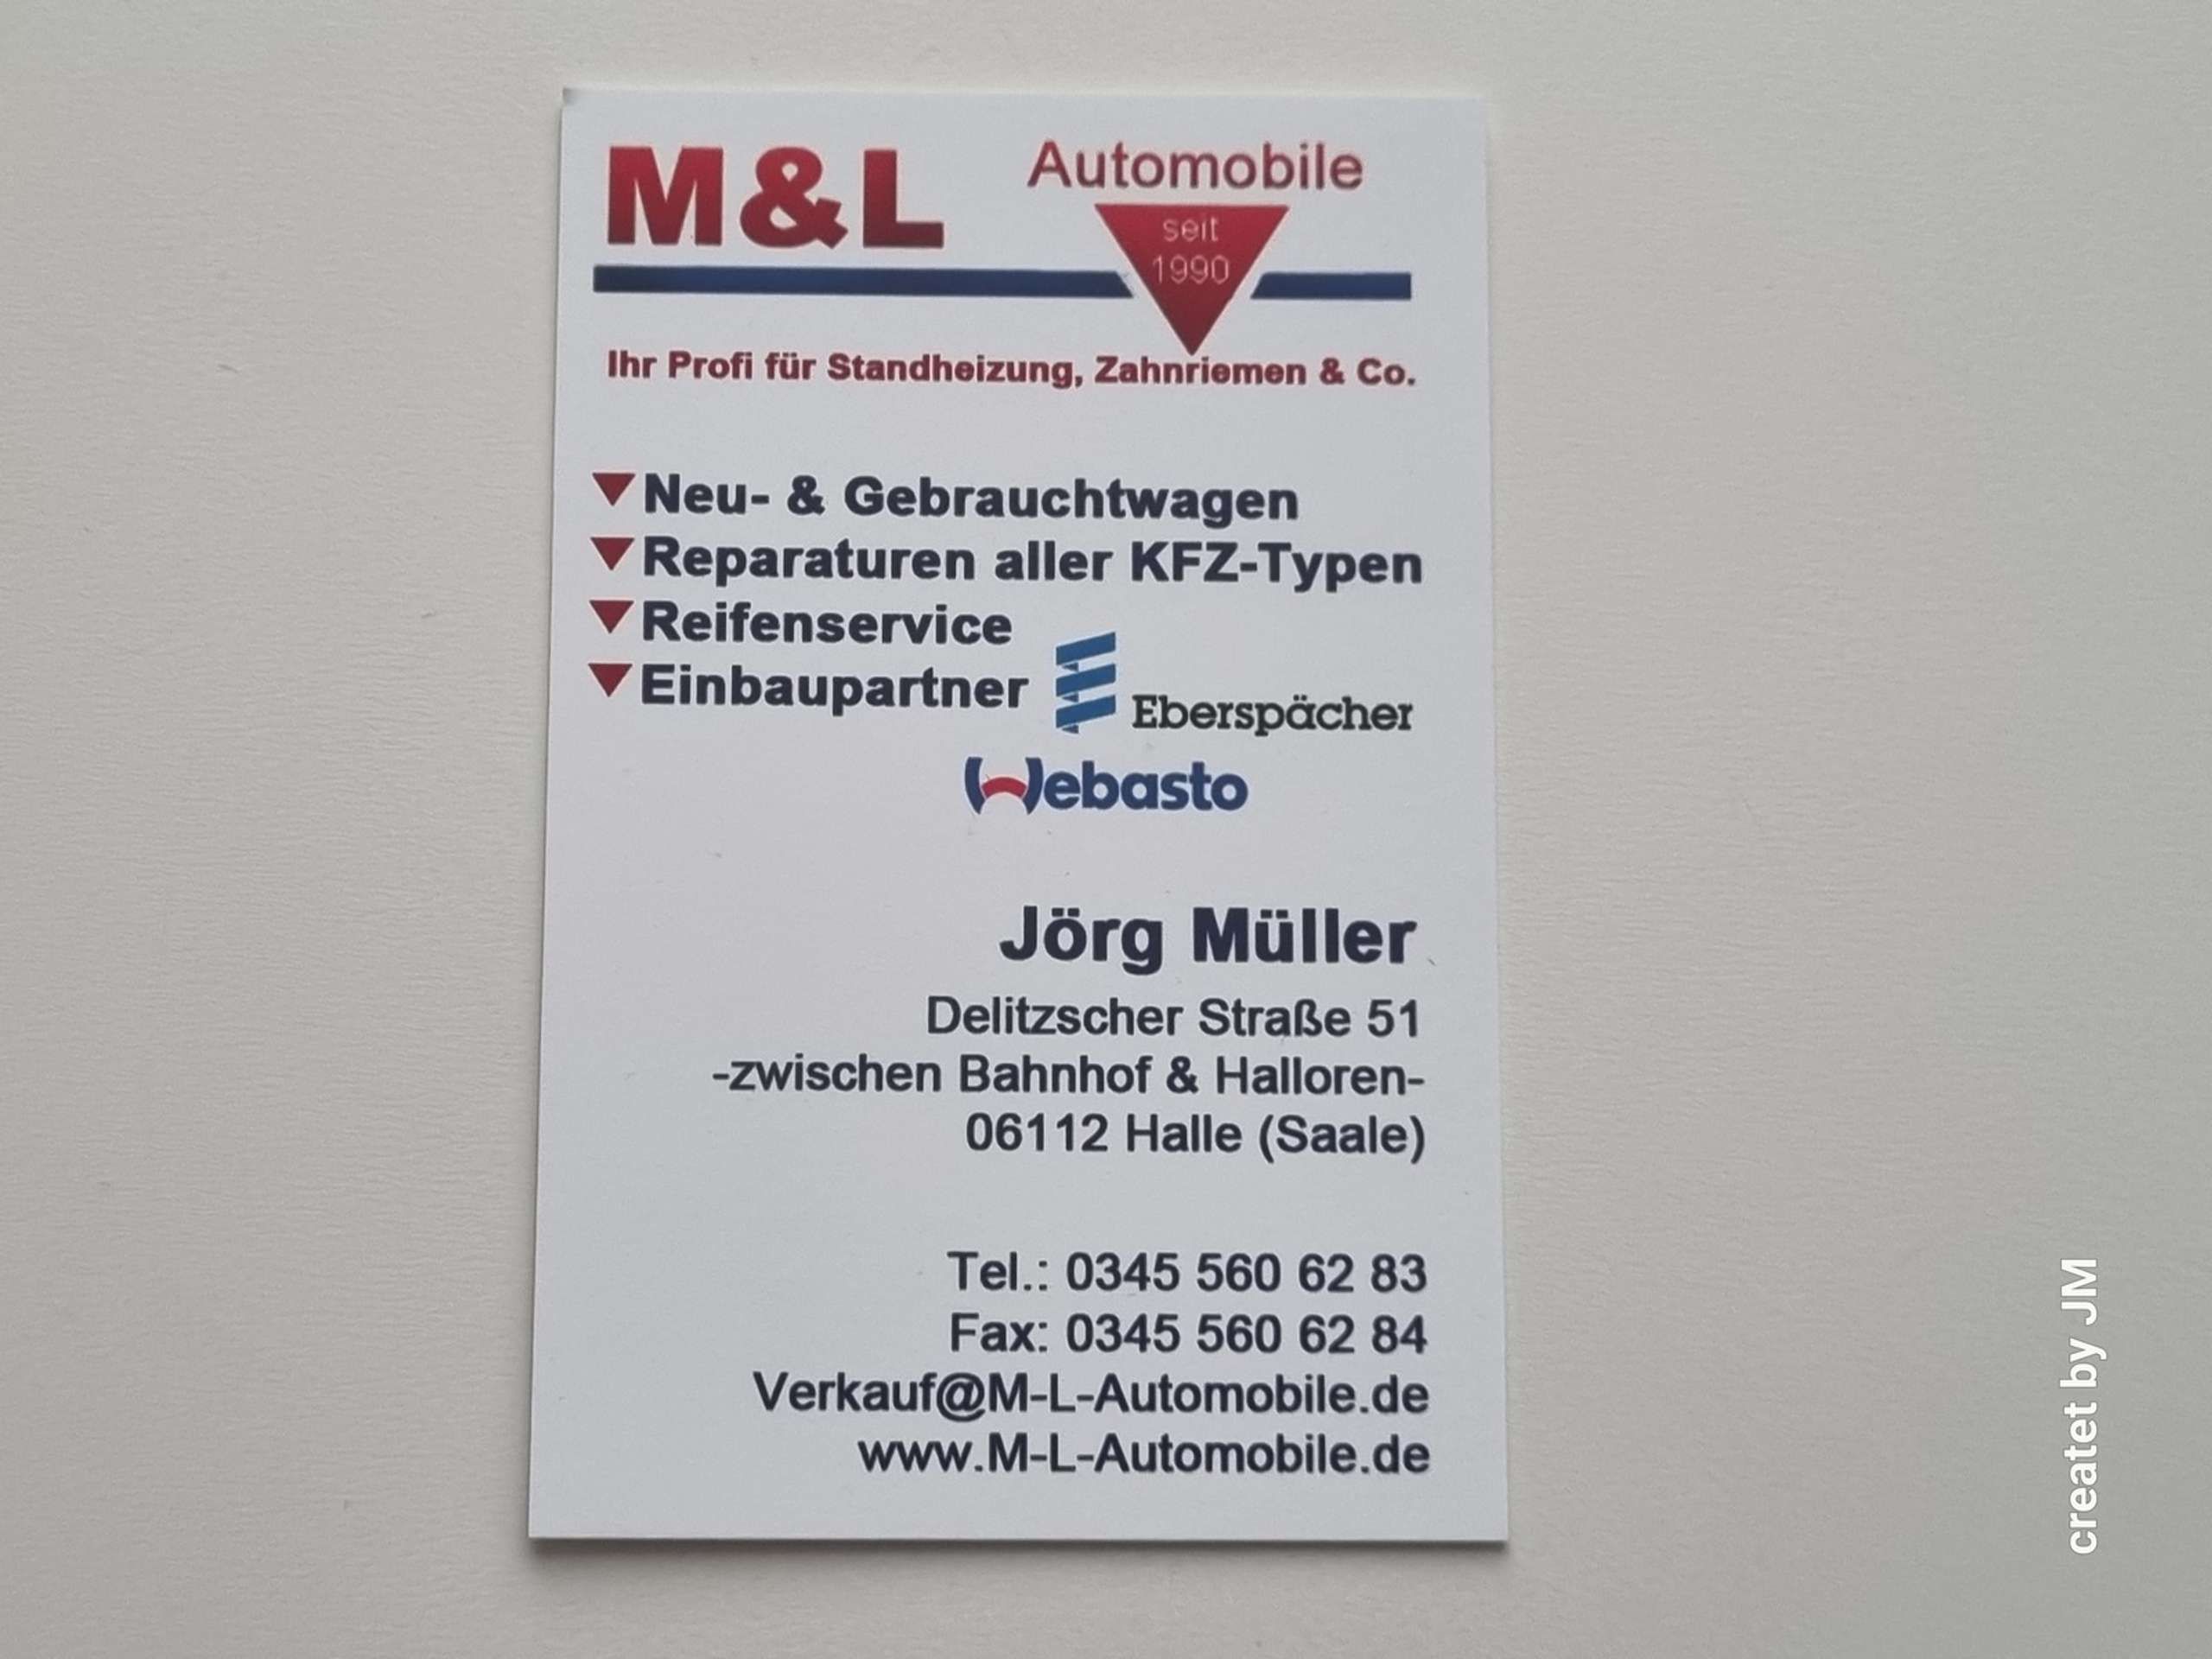 M&L Automobile
seit
1990
Ihr Profi für Standheizung, Zahnriemen & Co.
Neu- & Gebrauchtwagen
Reparaturen aller KFZ-Typen
Reifenservice
Einbaupartner Eberspächer
Webasto
Jörg Müller
Delitzscher Straße 51
-zwischen Bahnhof & Halloren-
06112 Halle (Saale)
Tel.: 0345 560 62 83
Fax: 0345 560 62 84
Verkauf@M-L-Automobile.de
www.M-L-Automobile.de
createt by JM